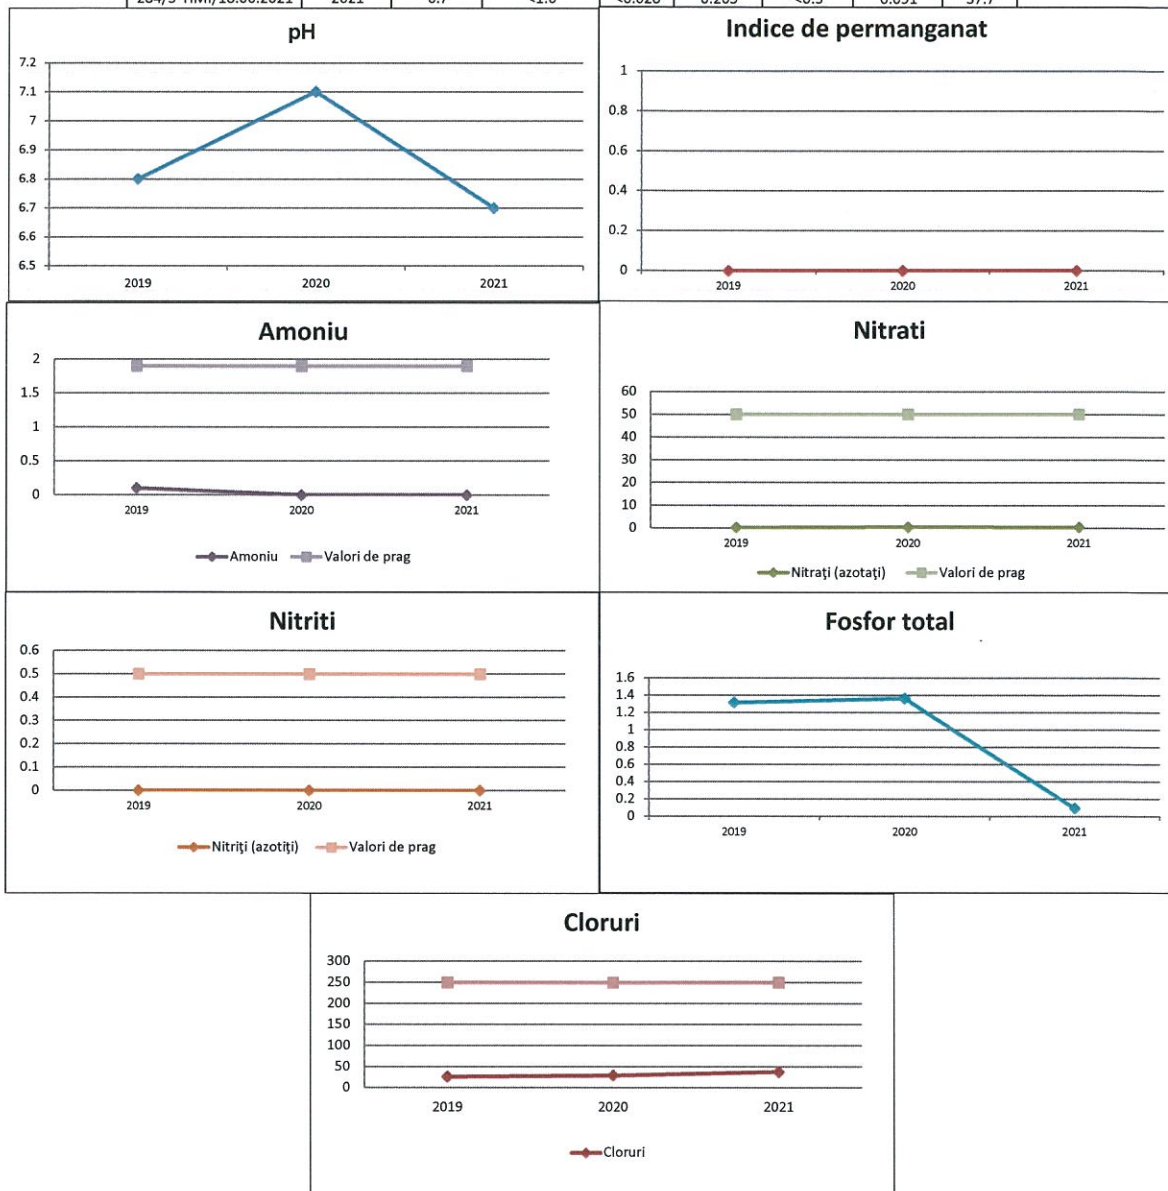 2021
pH
7.2
7.1
7
6.9
6.8
6.7
6.6
6.5
2019 2020 2021
Indice de permanganat
1
0.8
0.6
0.4
0.2
0
2019 2020 2021
Amoniu
2
1.5
1
0.5
0
2019 2020 2021
Amoniu Valori de prag
Nitrati
60
50
40
30
20
10
0
2019 2020 2021
Nitrați (azotați) Valori de prag
Nitriti
0.6
0.5
0.4
0.3
0.2
0.1
0
2019 2020 2021
Nitriți (azotiți) Valori de prag
Fosfor total
1.6
1.4
1.2
1
0.8
0.6
0.4
0.2
0
2019 2020 2021
Cloruri
300
250
200
150
100
50
0
2019 2020 2021
Cloruri